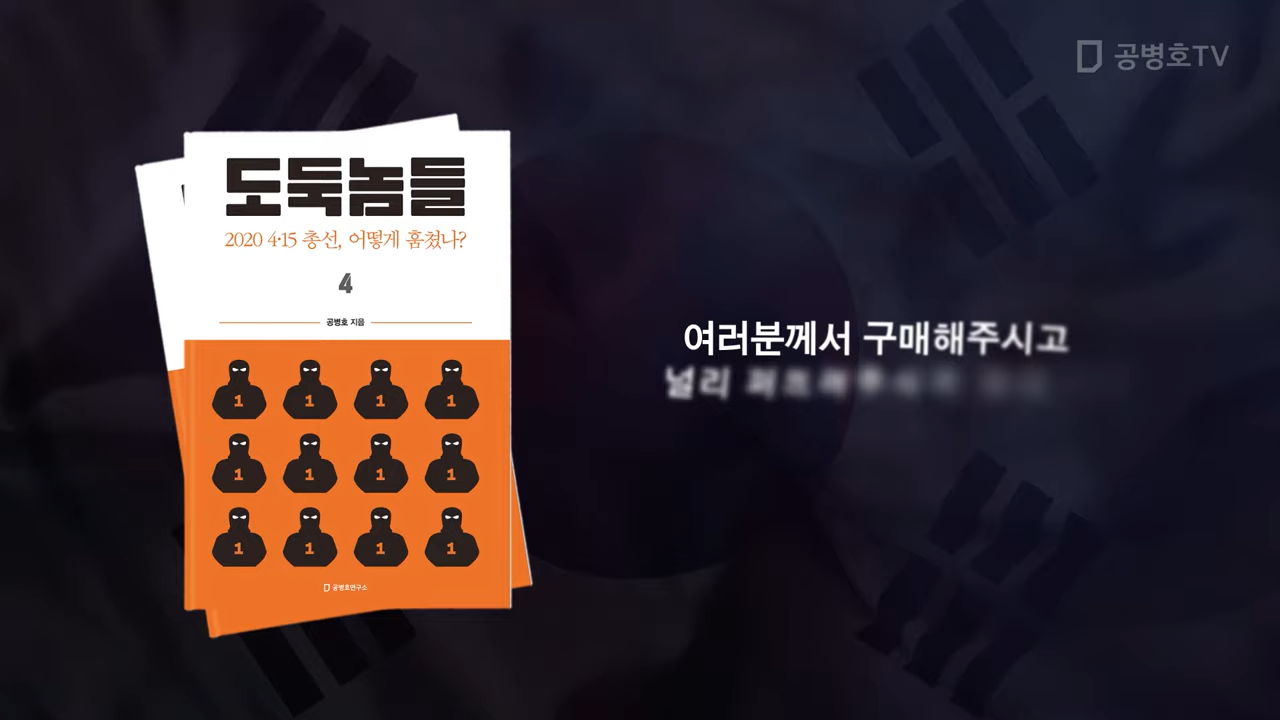 공병호TV
도둑놈들
2020 4·15 총선, 어떻게 훔쳤나?
4
공병호 지음
1 1 1 1
1 1 1 1
1 1 1 1
공병호연구소
여러분께서 구매해주시고
널리